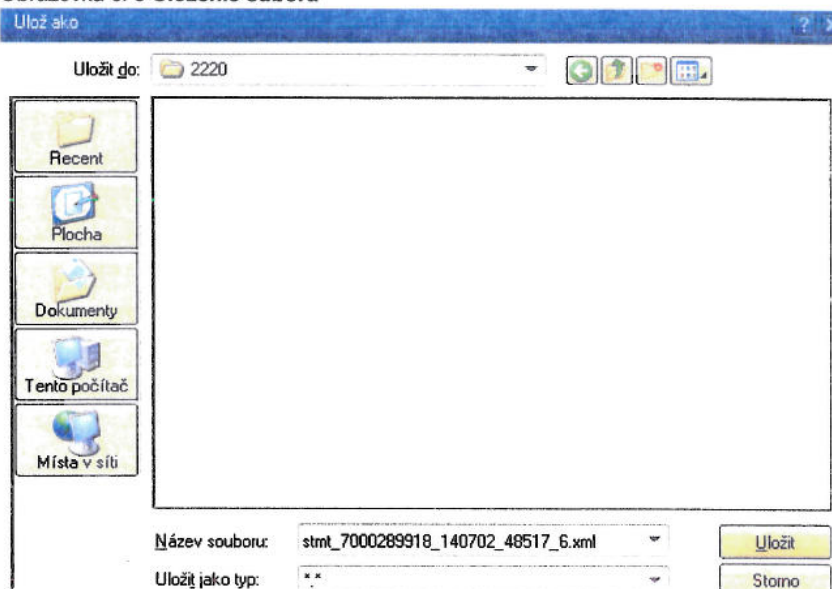 Ulož ako
Uložit do: 2220
Recent
Plocha
Dokumenty
Tento počítač
Místa v síti
Název souboru: stmt_7000289918_140702_48517_6.xml Uložit
Uložit jako typ: *.* Storno